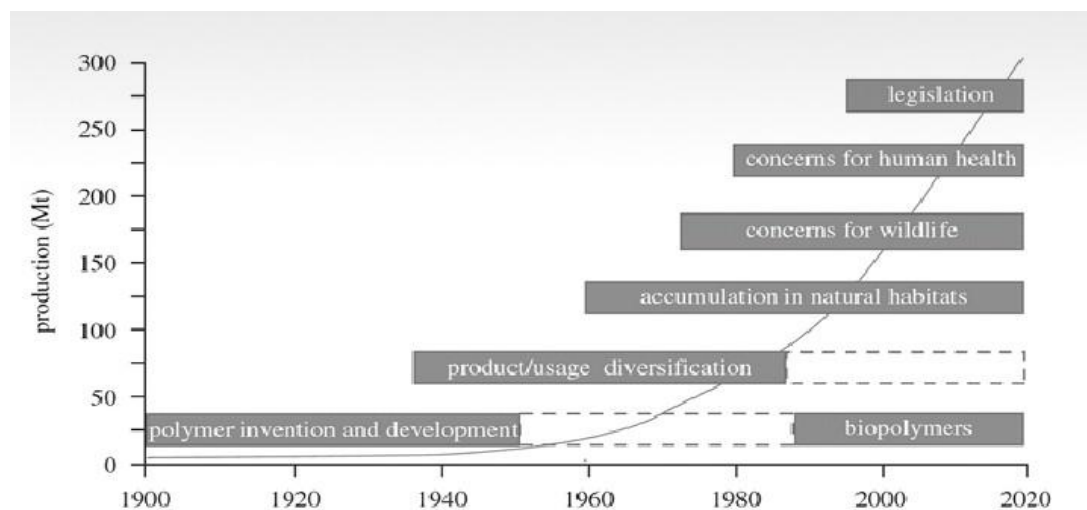 300
legislation
250
concerns for human health
200
concerns for wildlife
150
accumulation in natural habitats
100
product/usage diversification
50
polymer invention and development
biopolymers
0
production (Mt)
1900 1920 1940 1960 1980 2000 2020